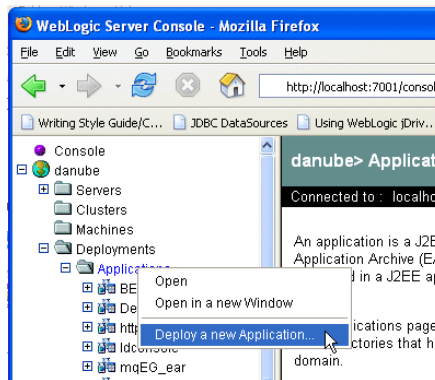 WebLogic Server Console - Mozilla Firefox
File Edit View Go Bookmarks Tools Help
http://localhost:7001/consol
Writing Style Guide/C... JDBC DataSources Using WebLogic jDriv..
Console
danube
Servers
Clusters
Machines
Deployments
Applications
BE
De
http
ldconsole
mqEG_ear
Open
Open in a new Window
Deploy a new Application...
danube> Applicat
Connected to : localho
An application is a J2E
Application Archive (EA
d in a J2EE ap
ications page
ctories that h
domain.